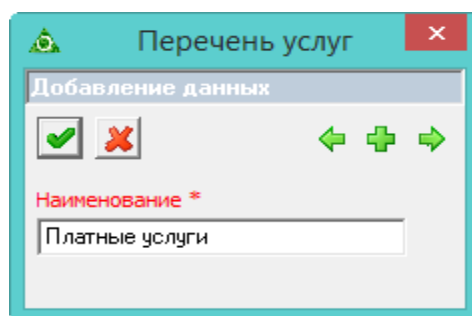 Перечень услуг
Добавление данных
Наименование *
Платные услуги